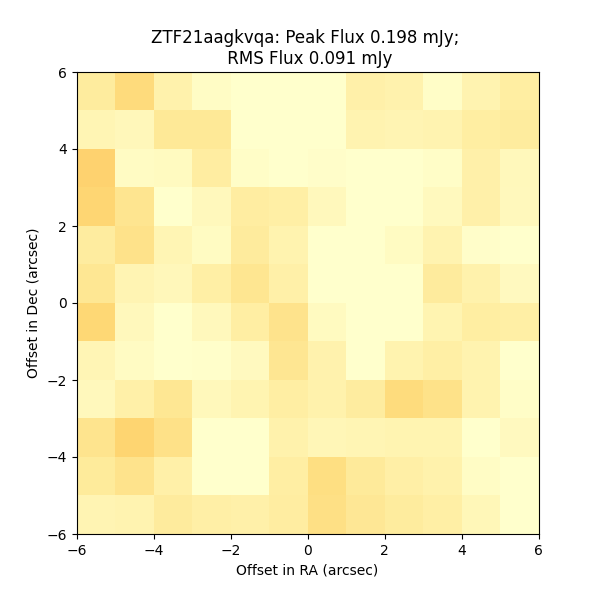 ZTF21aagkvqa: Peak Flux 0.198 mJy;
RMS Flux 0.091 mJy
6
4
2
0
−2
−4
−6
Offset in Dec (arcsec)
−6 −4 −2 0 2 4 6
Offset in RA (arcsec)